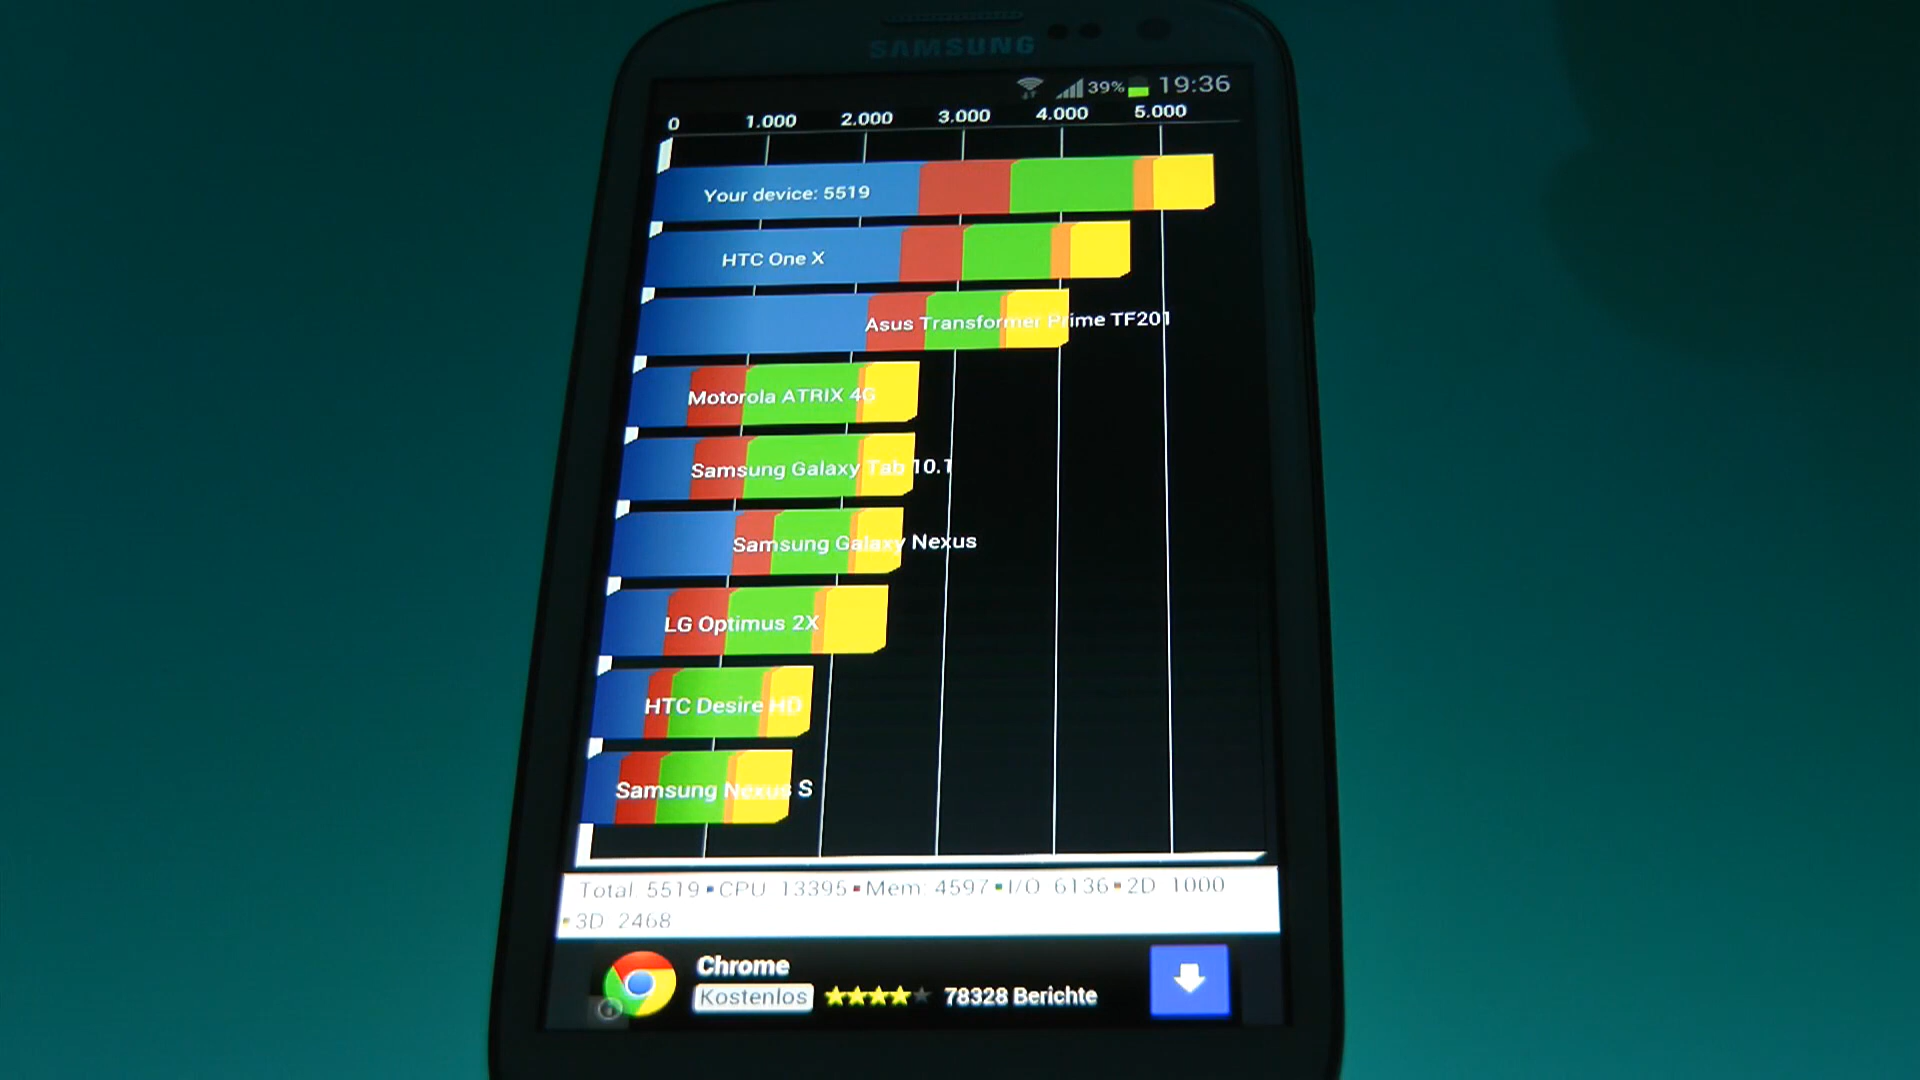 SAMSUNG
39% 19:36
0 1.000 2.000 3.000 4.000 5.000
Your device: 5519
HTC One X
Asus Transformer Prime TF201
Motorola ATRIX 4G
Samsung Galaxy Tab 10.1
Samsung Galaxy Nexus
LG Optimus 2X
HTC Desire HD
Samsung Nexus S
Total: 5519 CPU: 13395 Mem: 4597 I/O: 6136 2D: 1000
3D: 2468
Chrome
Kostenlos 78328 Berichte